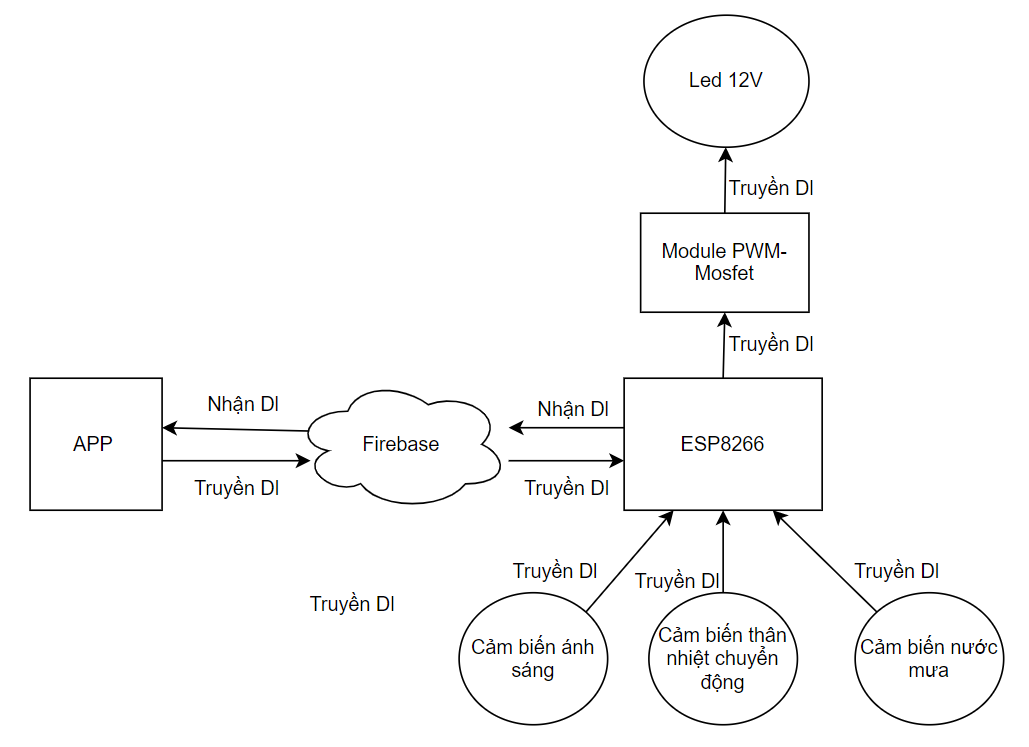 Led 12V
Truyền Dl
Module PWM-
Mosfet
Truyền Dl
Nhận Dl
Nhận Dl
APP
Firebase
ESP8266
Truyền Dl
Truyền Dl
Truyền Dl
Truyền Dl
Truyền Dl
Truyền Dl
Cảm biến ánh
sáng
Cảm biến thân
nhiệt chuyển
động
Cảm biến nước
mưa